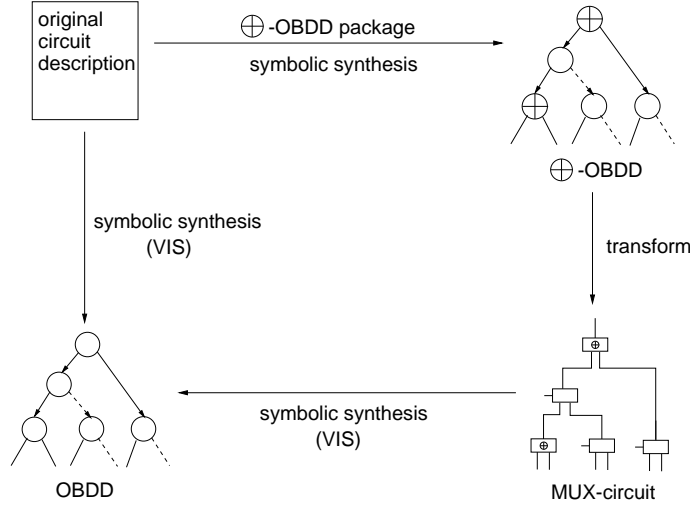 original
circuit
description
⊕-OBDD package
symbolic synthesis
⊕-OBDD
symbolic synthesis
(VIS)
transform
symbolic synthesis
(VIS)
OBDD
MUX-circuit